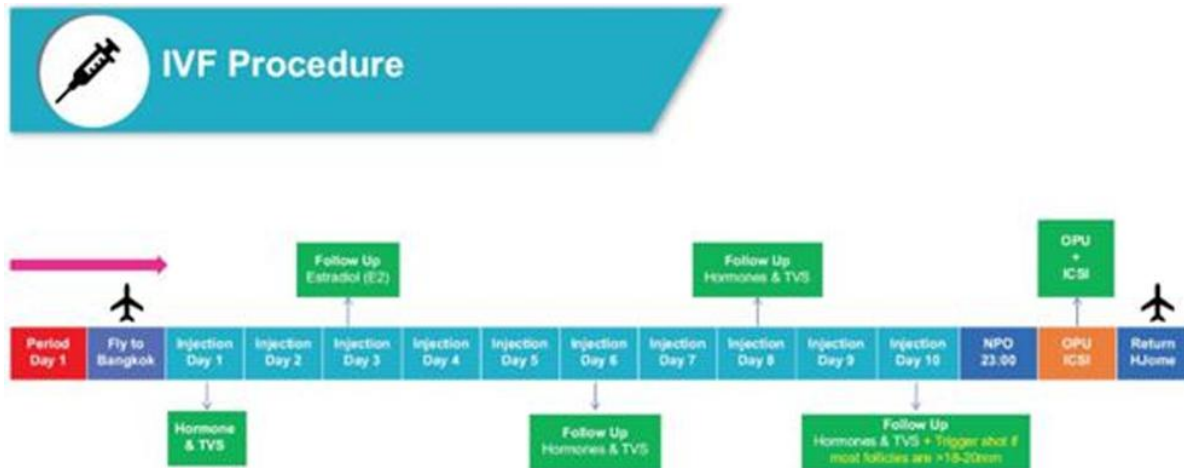 IVF Procedure
Follow Up
Estradiol (E2)
Follow Up
Hormones & TVS
OPU
+
ICSI
Period
Day 1
Fly to
Bangkok
Injection
Day 1
Injection
Day 2
Injection
Day 3
Injection
Day 4
Injection
Day 5
Injection
Day 6
Injection
Day 7
Injection
Day 8
Injection
Day 9
Injection
Day 10
NPO
23:00
OPU
ICSI
Return
HJome
Hormone
& TVS
Follow Up
Hormones & TVS
Follow Up
Hormones & TVS + Trigger shot if
most follicles are >18-20mm